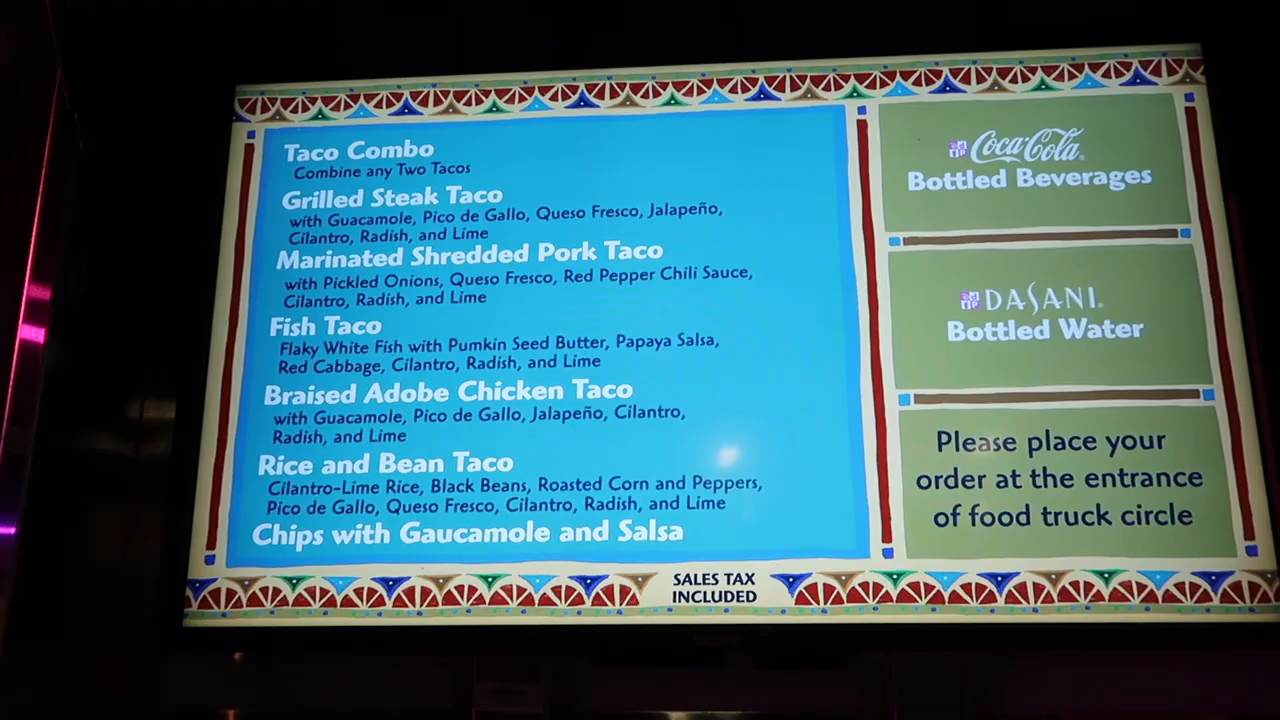 Taco Combo
Combine any Two Tacos
Grilled Steak Taco
with Guacamole, Pico de Gallo, Queso Fresco, Jalapeño,
Cilantro, Radish, and Lime
Marinated Shredded Pork Taco
with Pickled Onions, Queso Fresco, Red Pepper Chili Sauce,
Cilantro, Radish, and Lime
Fish Taco
Flaky White Fish with Pumkin Seed Butter, Papaya Salsa,
Red Cabbage, Cilantro, Radish, and Lime
Braised Adobe Chicken Taco
with Guacamole, Pico de Gallo, Jalapeño, Cilantro,
Radish, and Lime
Rice and Bean Taco
Cilantro-Lime Rice, Black Beans, Roasted Corn and Peppers,
Pico de Gallo, Queso Fresco, Cilantro, Radish, and Lime
Chips with Gaucamole and Salsa
SALES TAX
INCLUDED
Coca-Cola
Bottled Beverages
DASANI
Bottled Water
Please place your
order at the entrance
of food truck circle